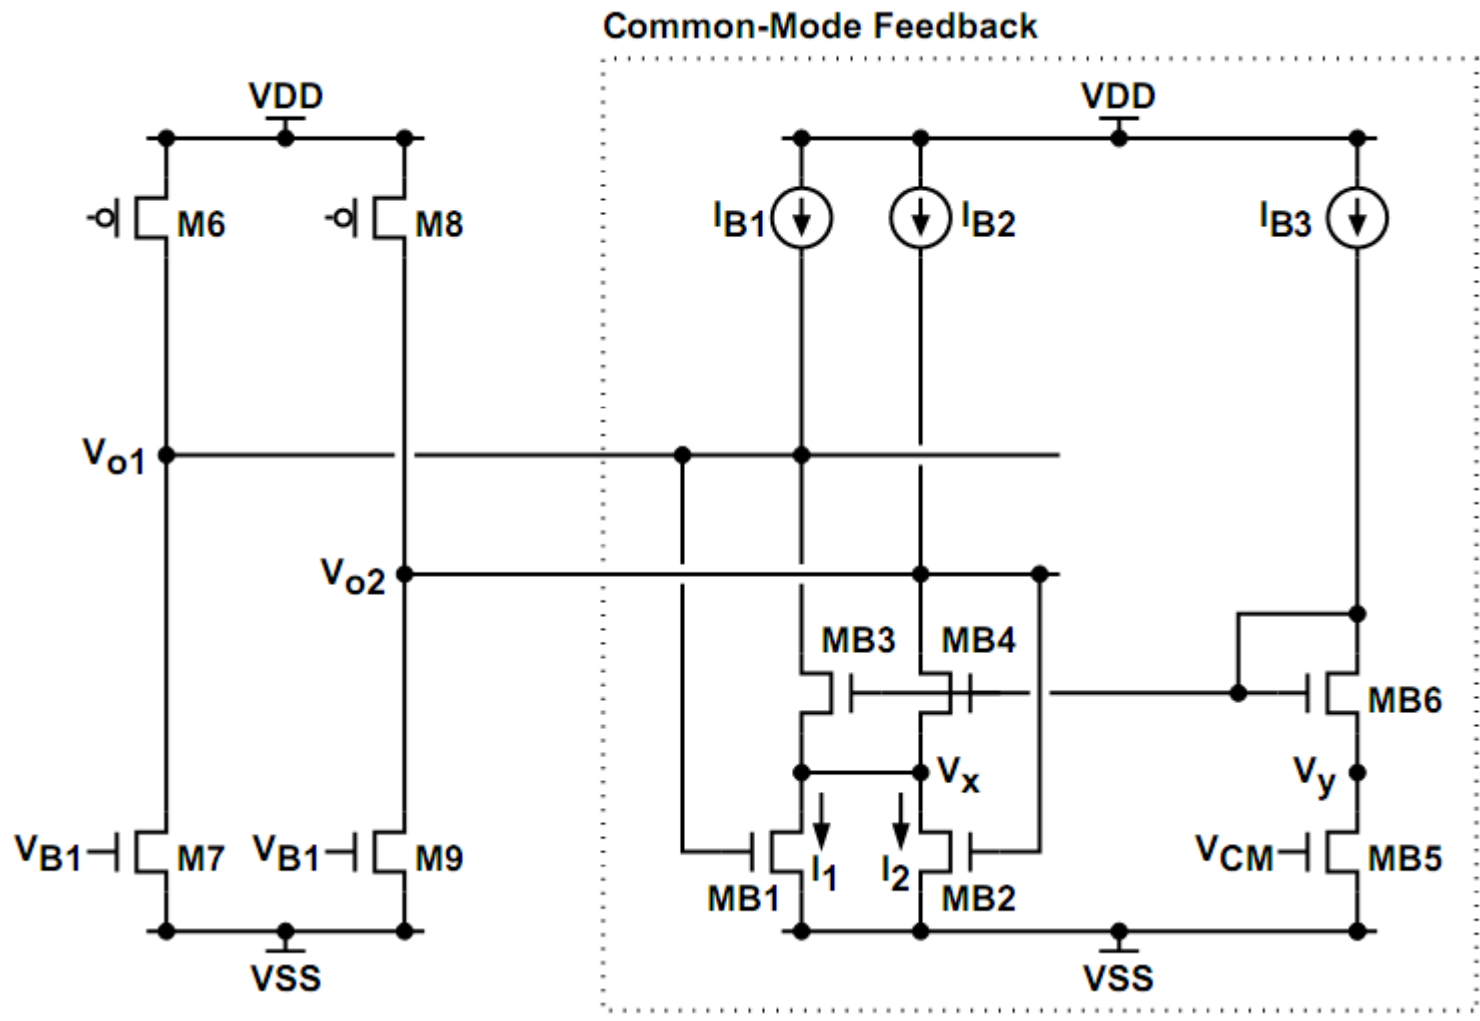 Common-Mode Feedback
VDD
VDD
M6
M8
IB1
IB2
IB3
Vo1
Vo2
MB3
MB4
MB6
Vx
Vy
VB1
M7
VB1
M9
I1
I2
VCM
MB5
MB1
MB2
VSS
VSS